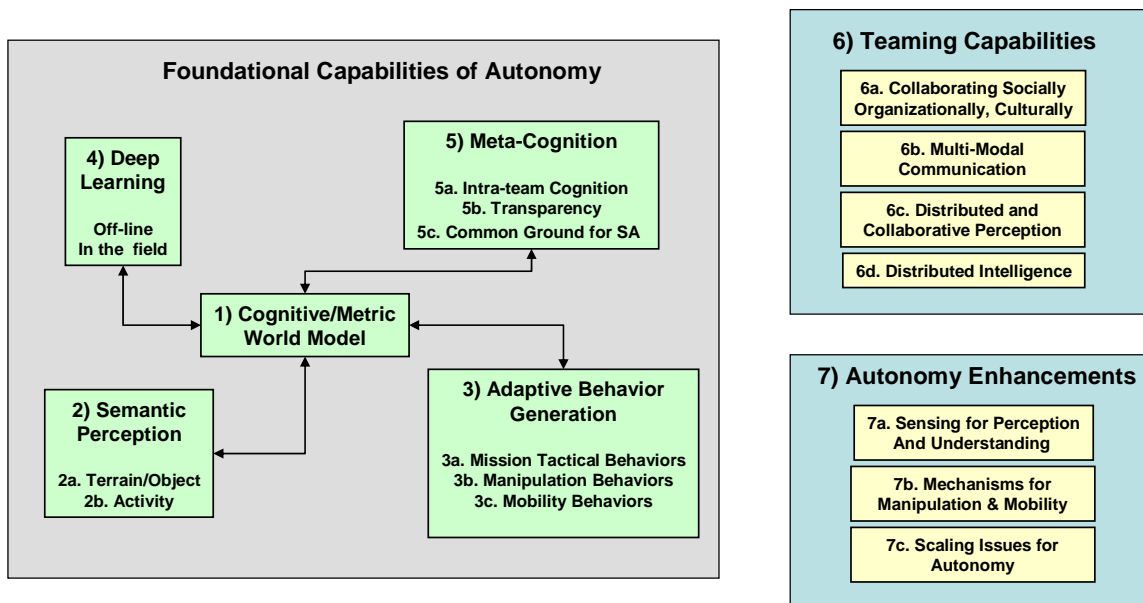 Foundational Capabilities of Autonomy
4) Deep
Learning
Off-line
In the field
5) Meta-Cognition
5a. Intra-team Cognition
5b. Transparency
5c. Common Ground for SA
1) Cognitive/Metric
World Model
2) Semantic
Perception
2a. Terrain/Object
2b. Activity
3) Adaptive Behavior
Generation
3a. Mission Tactical Behaviors
3b. Manipulation Behaviors
3c. Mobility Behaviors
6) Teaming Capabilities
6a. Collaborating Socially
Organizationally, Culturally
6b. Multi-Modal
Communication
6c. Distributed and
Collaborative Perception
6d. Distributed Intelligence
7) Autonomy Enhancements
7a. Sensing for Perception
And Understanding
7b. Mechanisms for
Manipulation & Mobility
7c. Scaling Issues for
Autonomy